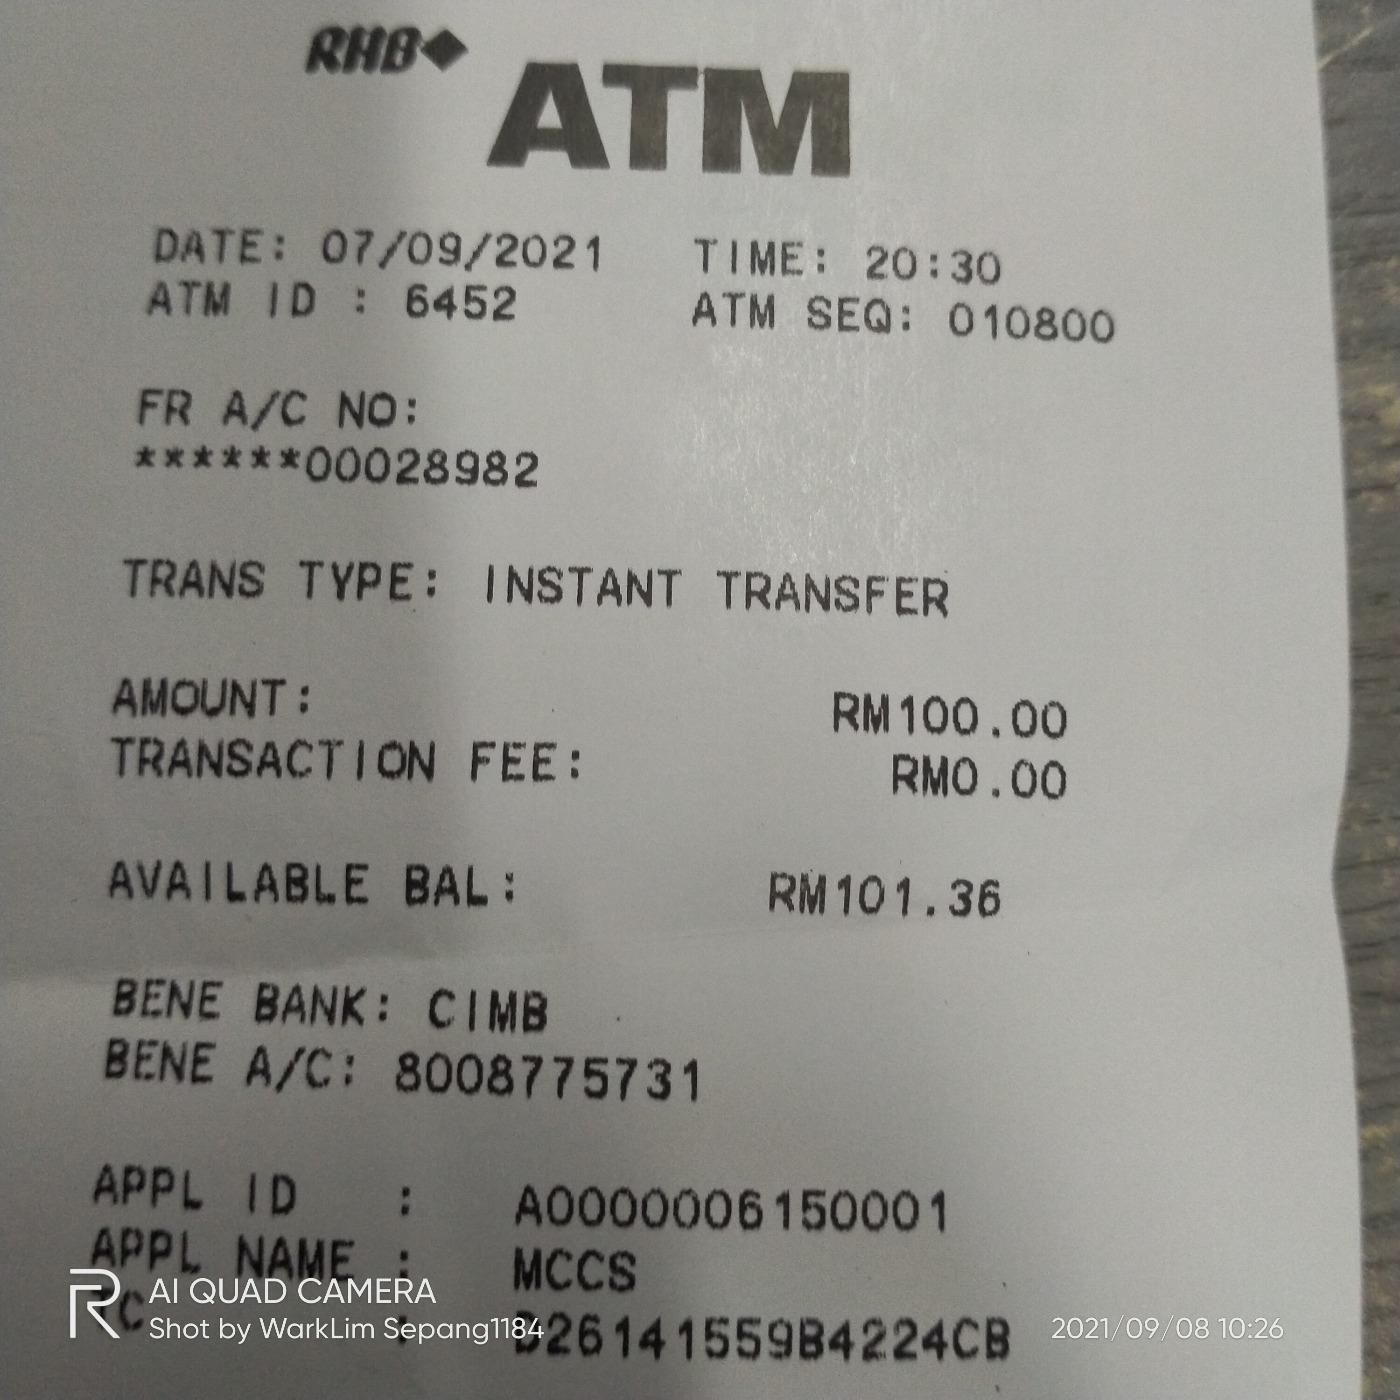 RHB
ATM
DATE: 07/09/2021 TIME: 20:30
ATM ID : 6452 ATM SEQ: 010800
FR A/C NO:
******00028982
TRANS TYPE: INSTANT TRANSFER
AMOUNT: RM100.00
TRANSACTION FEE: RM0.00
AVAILABLE BAL: RM101.36
BENE BANK: CIMB
BENE A/C: 8008775731
APPL ID : A0000006150001
APPL NAME : MCCS
AI QUAD CAMERA
Shot by WarkLim Sepang1184
2021/09/08 10:26